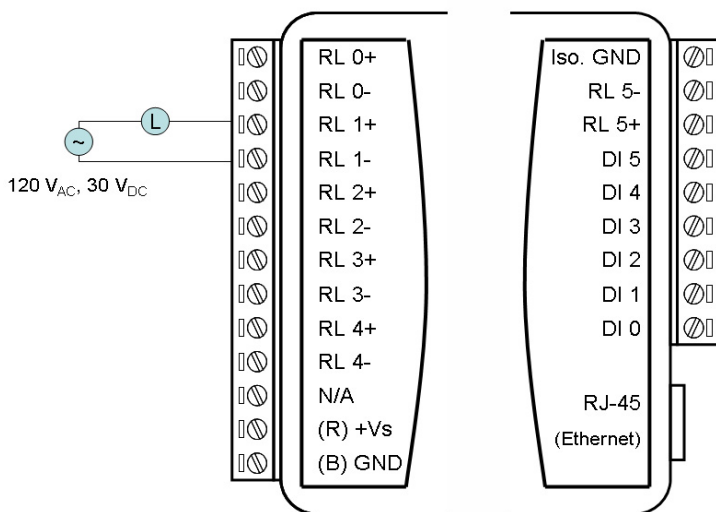 RL 0+
RL 0-
RL 1+
RL 1-
RL 2+
RL 2-
RL 3+
RL 3-
RL 4+
RL 4-
N/A
(R) +Vs
(B) GND
L
~
120 VAC, 30 VDC
Iso. GND
RL 5-
RL 5+
DI 5
DI 4
DI 3
DI 2
DI 1
DI 0
RJ-45
(Ethernet)